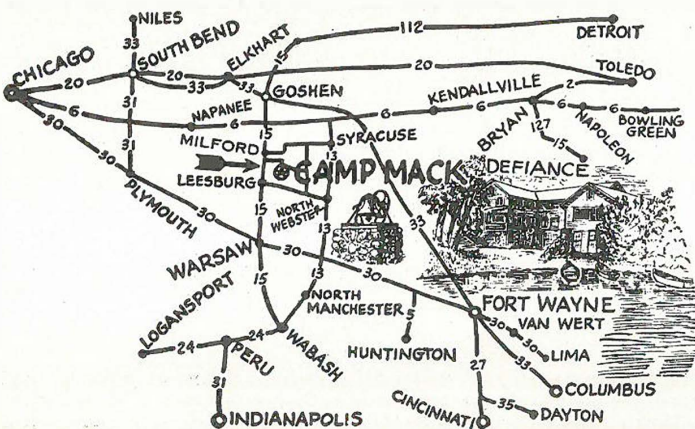 NILES
33
SOUTH BEND
ELKHART
15
112
DETROIT
CHICAGO
20
20
33
33
20
TOLEDO
2
GOSHEN
KENDALLVILLE
6
NAPANEE
6
6
6
6
6
BOWLING GREEN
NAPOLEON
BRYAN
127
15
DEFIANCE
31
31
30
30
15
MILFORD
SYRACUSE
13
CAMP MACK
LEESBURG
PLYMOUTH
NORTH WEBSTER
15
13
33
30
WARSAW
30
30
13
15
LOGANSPORT
NORTH MANCHESTER
5
FORT WAYNE
30
VAN WERT
30
LIMA
33
24
24
PERU
WABASH
HUNTINGTON
27
31
COLUMBUS
INDIANAPOLIS
CINCINNATI
35
DAYTON